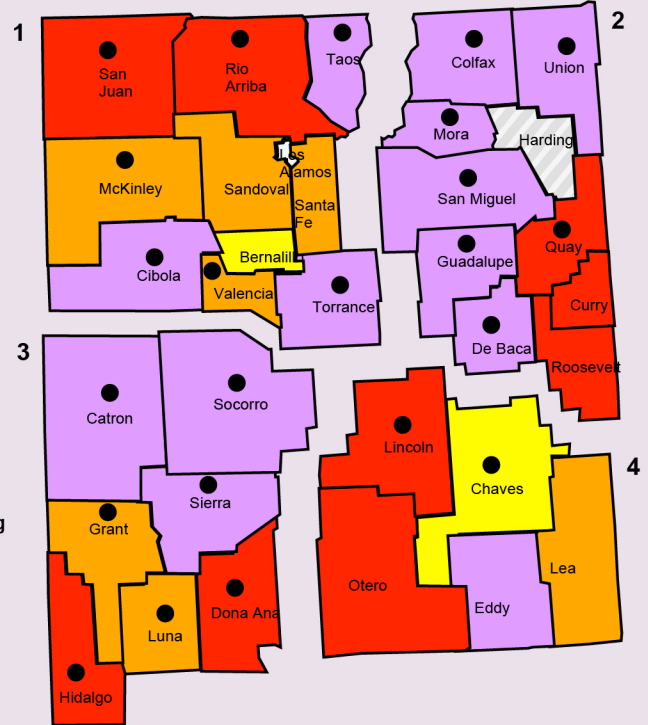 1
San
Juan
Rio
Arriba
Taos
McKinley
Sandoval
Los
Alamos
Santa
Fe
Cibola
Bernalill
Valencia
Torrance
2
Colfax
Union
Mora
Harding
San Miguel
Guadalupe
Quay
De Baca
Curry
Roosevelt
3
Catron
Socorro
Sierra
g
Grant
Luna
Dona Ana
Hidalgo
4
Lincoln
Chaves
Otero
Eddy
Lea